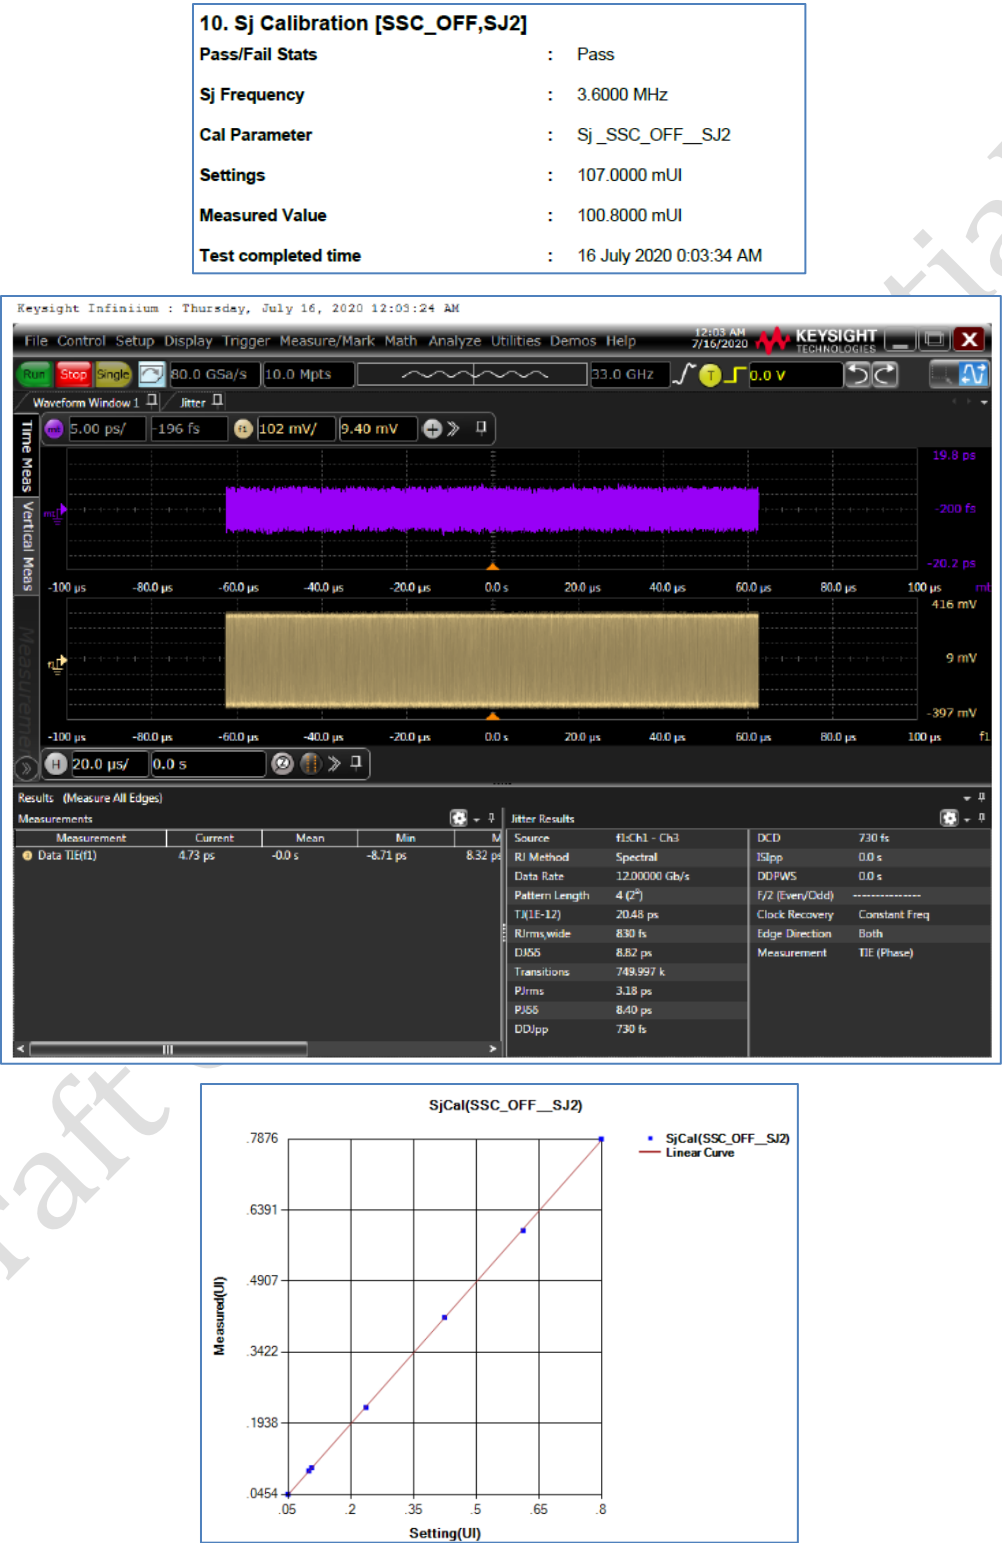 10. Sj Calibration [SSC_OFF,SJ2]
Pass/Fail Stats : Pass
Sj Frequency : 3.6000 MHz
Cal Parameter : Sj _SSC_OFF__SJ2
Settings : 107.0000 mUI
Measured Value : 100.8000 mUI
Test completed time : 16 July 2020 0:03:34 AM
Keysight Infiniium : Thursday, July 16, 2020 12:03:24 AM
File Control Setup Display Trigger Measure/Mark Math Analyze Utilities Demos Help
12:03 AM
7/16/2020
KEYSIGHT
TECHNOLOGIES
Run Stop Single 80.0 GSa/s 10.0 Mpts 33.0 GHz T 0.0 V
Waveform Window 1 Jitter
Time Meas
Vertical Meas
Measurement
m1 5.00 ps/ -196 fs f1 102 mV/ 9.40 mV
19.8 ps
m1 -200 fs
-20.2 ps
-100 µs -80.0 µs -60.0 µs -40.0 µs -20.0 µs 0.0 s 20.0 µs 40.0 µs 60.0 µs 80.0 µs 100 µs m1
416 mV
f1 9 mV
-397 mV
-100 µs -80.0 µs -60.0 µs -40.0 µs -20.0 µs 0.0 s 20.0 µs 40.0 µs 60.0 µs 80.0 µs 100 µs f1
H 20.0 µs/ 0.0 s
Results (Measure All Edges)
Measurements
Measurement Current Mean Min M
Data TIE(f1) 4.73 ps -0.0 s -8.71 ps 8.32 ps
Jitter Results
Source f1:Ch1 - Ch3 DCD 730 fs
RJ Method Spectral ISIpp 0.0 s
Data Rate 12.00000 Gb/s DDPWS 0.0 s
Pattern Length 4 (2²) F/2 (Even/Odd) ---------------
TJ(1E-12) 20.48 ps Clock Recovery Constant Freq
RJrms,wide 830 fs Edge Direction Both
DJδδ 8.82 ps Measurement TIE (Phase)
Transitions 749.997 k
PJrms 3.18 ps
PJδδ 8.40 ps
DDJpp 730 fs
SjCal(SSC_OFF__SJ2)
SjCal(SSC_OFF__SJ2)
Linear Curve
Measured(UI)
.7876
.6391
.4907
.3422
.1938
.0454
.05 .2 .35 .5 .65 .8
Setting(UI)